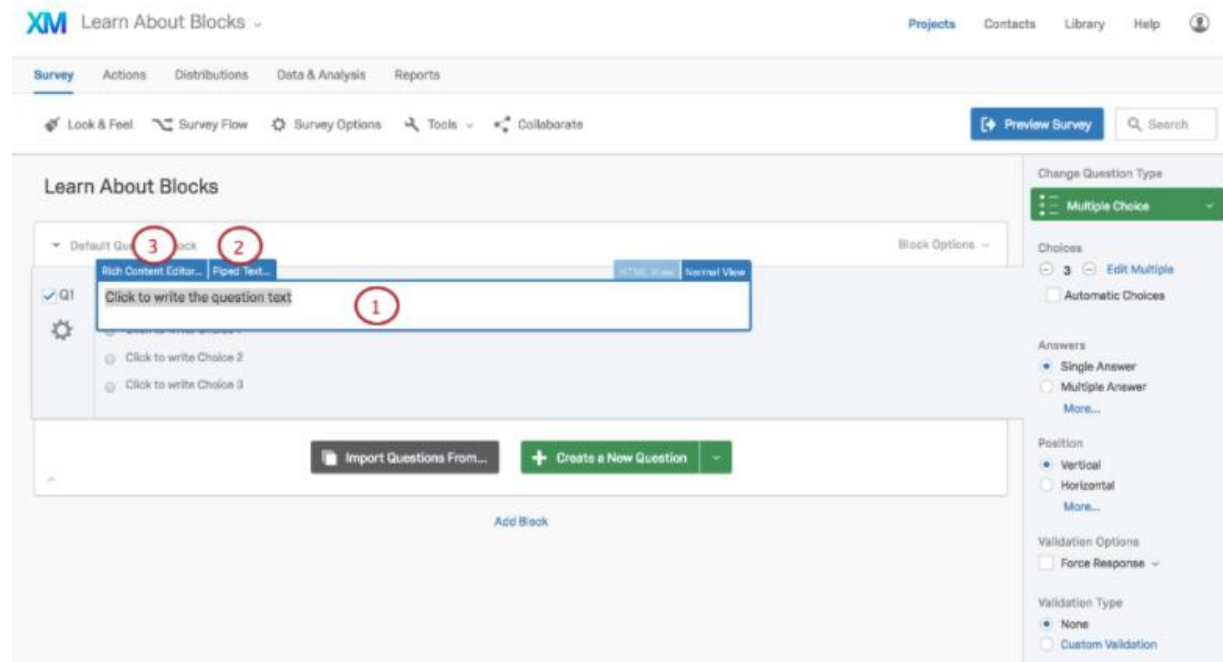 XM Learn About Blocks
Projects Contacts Library Help
Survey Actions Distributions Data & Analysis Reports
Look & Feel Survey Flow Survey Options Tools Collaborate
Preview Survey Search
Learn About Blocks
Change Question Type
Multiple Choice
3 2
Block Options
Choices
Rich Content Editor... Piped Text... HTML View Normal View
3 Edit Multiple
Q1 Click to write the question text 1
Automatic Choices
Click to write Choice 2
Click to write Choice 3
Answers
Single Answer
Multiple Answer
More...
Position
Import Questions From... + Create a New Question
Vertical
Horizontal
More...
Add Block
Validation Options
Force Response
Validation Type
None
Custom Validation